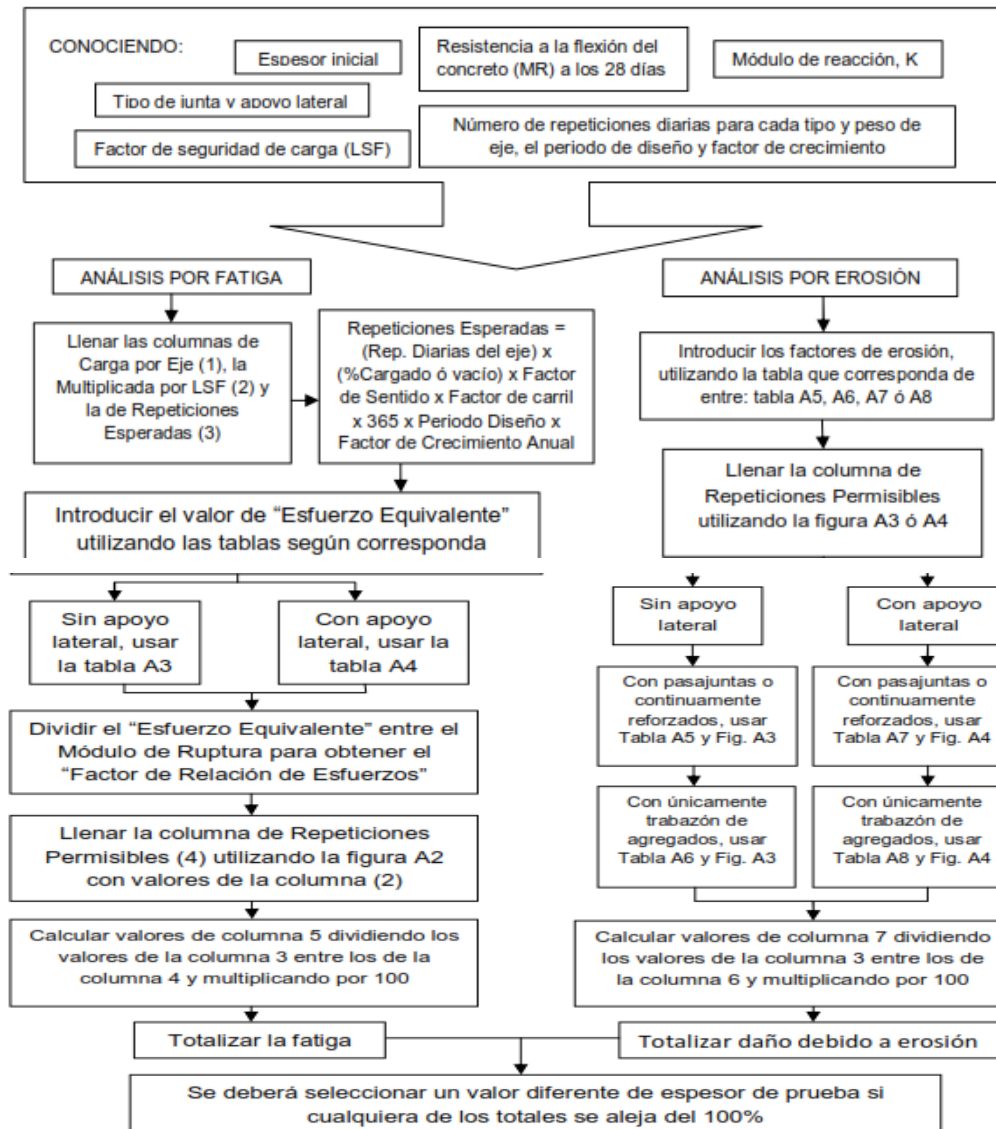 CONOCIENDO:
Espesor inicial
Resistencia a la flexión del
concreto (MR) a los 28 días
Módulo de reacción, K
Tipo de junta y apoyo lateral
Factor de seguridad de carga (LSF)
Número de repeticiones diarias para cada tipo y peso de
eje, el periodo de diseño y factor de crecimiento
ANÁLISIS POR FATIGA
Llenar las columnas de
Carga por Eje (1), la
Multiplicada por LSF (2) y
la de Repeticiones
Esperadas (3)
Repeticiones Esperadas =
(Rep. Diarias del eje) x
(%Cargado ó vacío) x Factor
de Sentido x Factor de carril
x 365 x Periodo Diseño x
Factor de Crecimiento Anual
Introducir el valor de “Esfuerzo Equivalente”
utilizando las tablas según corresponda
Sin apoyo
lateral, usar
la tabla A3
Con apoyo
lateral, usar la
tabla A4
Dividir el “Esfuerzo Equivalente” entre el
Módulo de Ruptura para obtener el
“Factor de Relación de Esfuerzos”
Llenar la columna de Repeticiones
Permisibles (4) utilizando la figura A2
con valores de la columna (2)
Calcular valores de columna 5 dividiendo los
valores de la columna 3 entre los de la
columna 4 y multiplicando por 100
Totalizar la fatiga
ANÁLISIS POR EROSIÓN
Introducir los factores de erosión,
utilizando la tabla que corresponda de
entre: tabla A5, A6, A7 ó A8
Llenar la columna de
Repeticiones Permisibles
utilizando la figura A3 ó A4
Sin apoyo
lateral
Con apoyo
lateral
Con pasajuntas o
continuamente
reforzados, usar
Tabla A5 y Fig. A3
Con pasajuntas o
continuamente
reforzados, usar
Tabla A7 y Fig. A4
Con únicamente
trabazón de
agregados, usar
Tabla A6 y Fig. A3
Con únicamente
trabazón de
agregados, usar
Tabla A8 y Fig. A4
Calcular valores de columna 7 dividiendo
los valores de la columna 3 entre los de
la columna 6 y multiplicando por 100
Totalizar daño debido a erosión
Se deberá seleccionar un valor diferente de espesor de prueba si
cualquiera de los totales se aleja del 100%